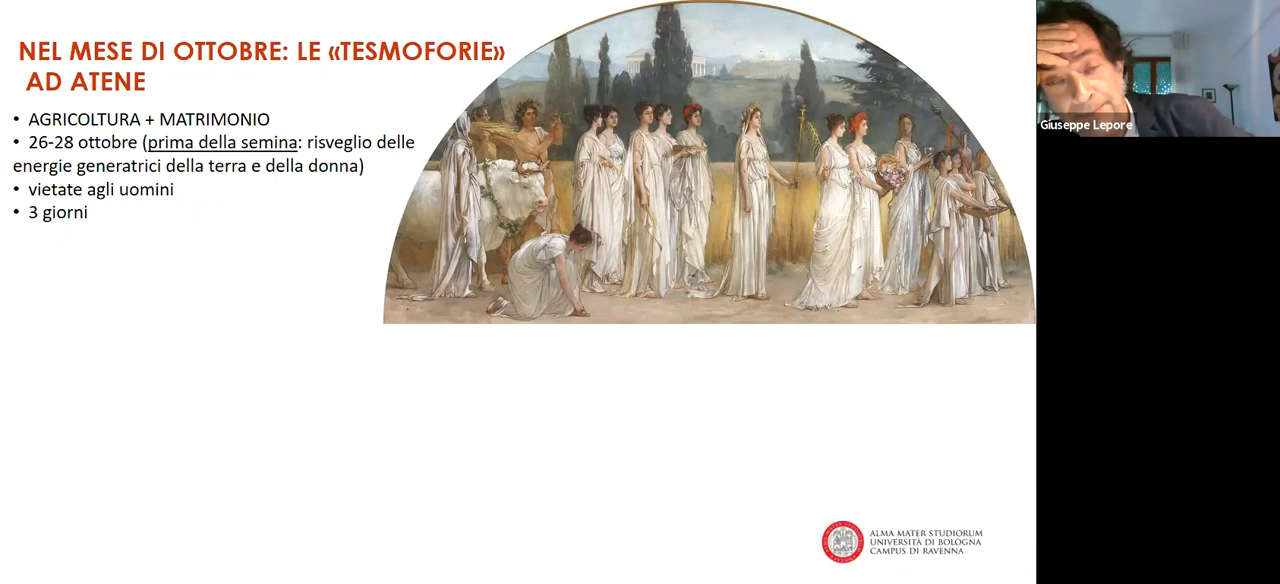 NEL MESE DI OTTOBRE: LE «TESMOFORIE»
AD ATENE
• AGRICOLTURA + MATRIMONIO
• 26-28 ottobre (prima della semina: risveglio delle
energie generatrici della terra e della donna)
• vietate agli uomini
• 3 giorni
Giuseppe Lepore
ALMA MATER STUDIORUM
UNIVERSITÀ DI BOLOGNA
CAMPUS DI RAVENNA